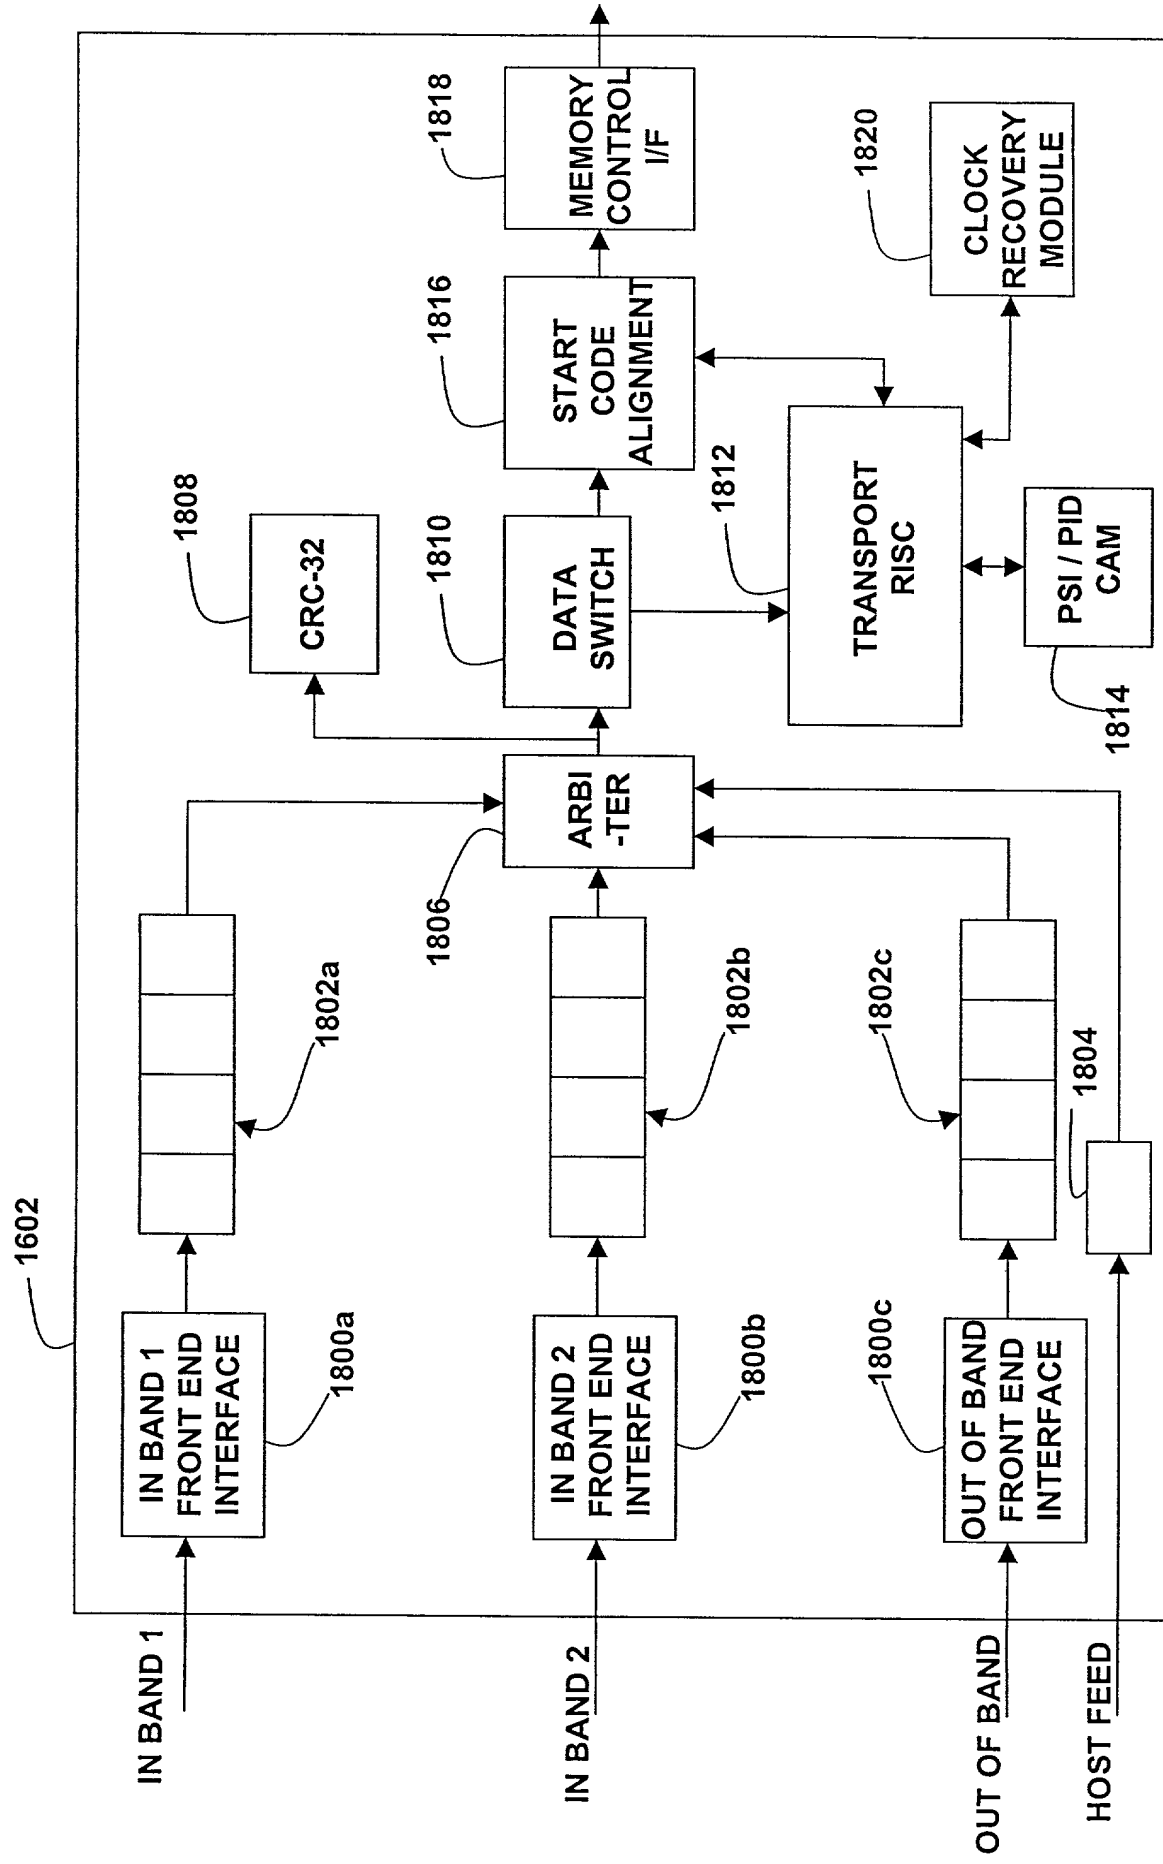 1602
IN BAND 1
IN BAND 1
FRONT END
INTERFACE
1800a
1802a
1808
CRC-32
IN BAND 2
IN BAND 2
FRONT END
INTERFACE
1800b
1802b
1806
ARBI
-TER
1810
DATA
SWITCH
1816
START
CODE
ALIGNMENT
1818
MEMORY
CONTROL
I/F
OUT OF BAND
OUT OF BAND
FRONT END
INTERFACE
1800c
1802c
HOST FEED
1804
1812
TRANSPORT
RISC
1814
PSI / PID
CAM
1820
CLOCK
RECOVERY
MODULE